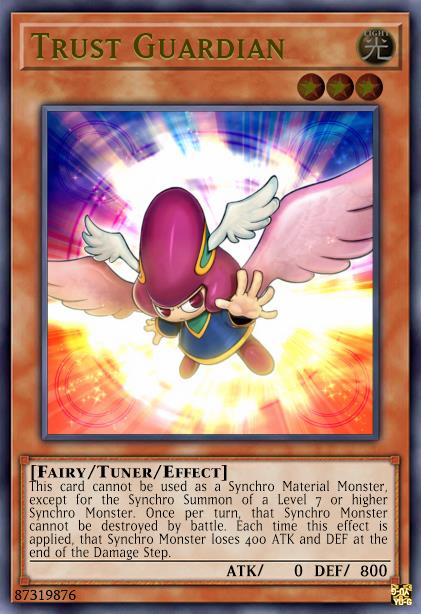 Trust Guardian
LIGHT
光
[Fairy/Tuner/Effect]
This card cannot be used as a Synchro Material Monster,
except for the Synchro Summon of a Level 7 or higher
Synchro Monster. Once per turn, that Synchro Monster
cannot be destroyed by battle. Each time this effect is
applied, that Synchro Monster loses 400 ATK and DEF at the
end of the Damage Step.
ATK/ 0 DEF/ 800
87319876